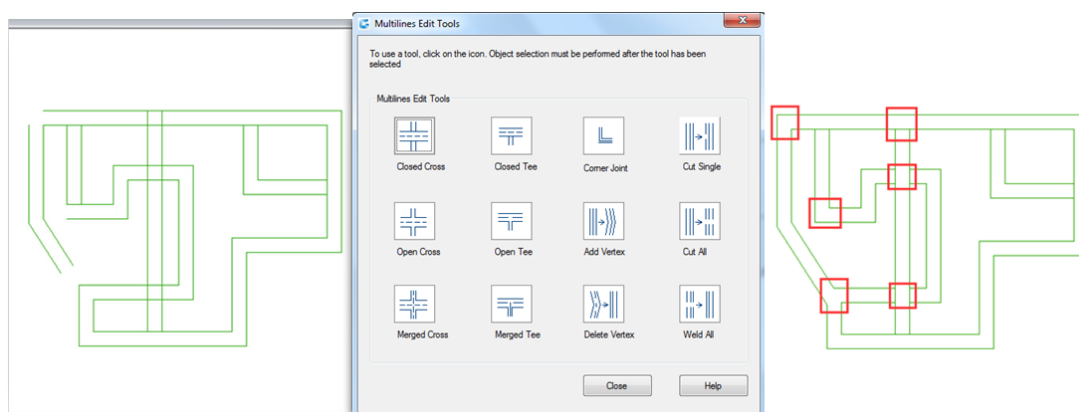 Multilines Edit Tools
To use a tool, click on the icon. Object selection must be performed after the tool has been
selected
Multilines Edit Tools
Closed Cross
Closed Tee
Corner Joint
Cut Single
Open Cross
Open Tee
Add Vertex
Cut All
Merged Cross
Merged Tee
Delete Vertex
Weld All
Close
Help